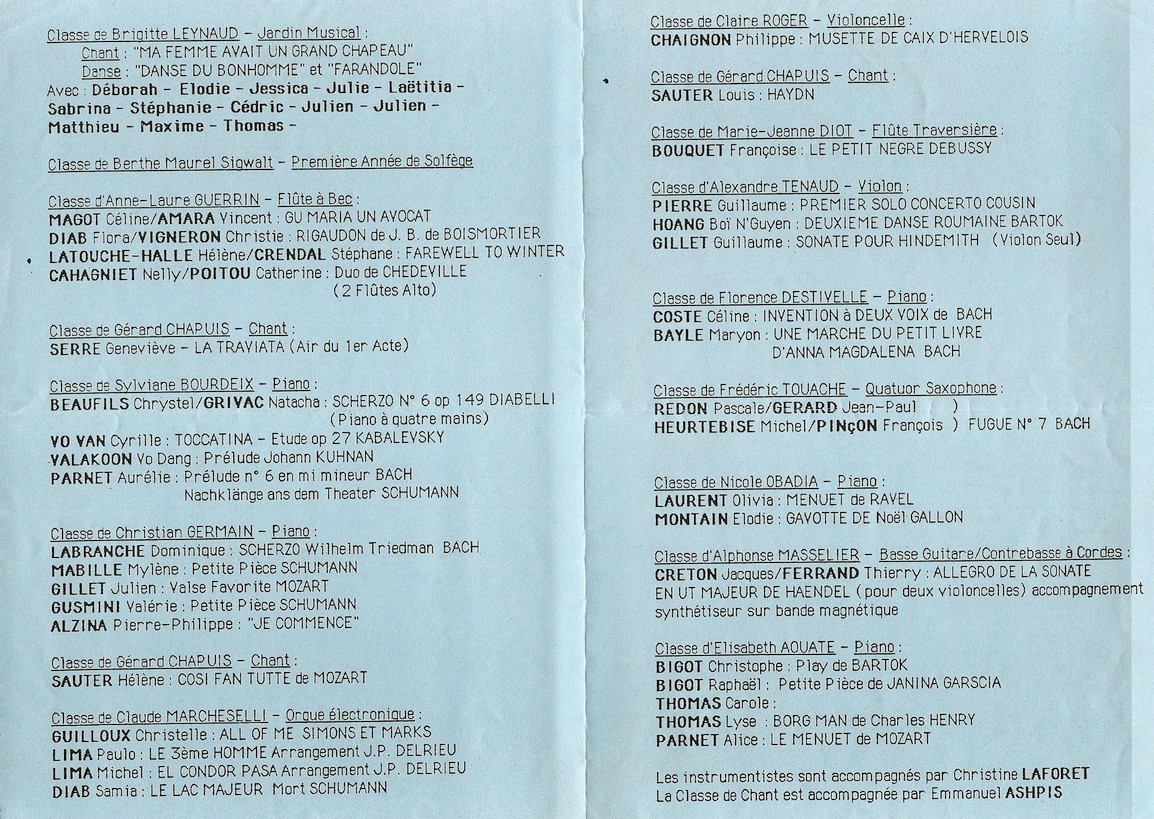 Classe de Brigitte LEYNAUD - Jardin Musical :
Chant : "MA FEMME AVAIT UN GRAND CHAPEAU"
Danse : "DANSE DU BONHOMME" et "FARANDOLE"
Avec : Déborah - Elodie - Jessica - Julie - Laëtitia -
Sabrina - Stéphanie - Cédric - Julien - Julien -
Matthieu - Maxime - Thomas -
Classe de Berthe Maurel Sigwalt - Première Année de Solfège
Classe d'Anne-Laure GUERRIN - Flûte à Bec :
MAGOT Céline/AMARA Vincent : GU MARIA UN AVOCAT
DIAB Flora/VIGNERON Christie : RIGAUDON de J. B. de BOISMORTIER
LATOUCHE-HALLE Hélène/CRENDAL Stéphane : FAREWELL TO WINTER
CAHAGNIET Nelly/POITOU Catherine : Duo de CHEDEVILLE
(2 Flûtes Alto)
Classe de Gérard CHAPUIS - Chant :
SERRE Geneviève - LA TRAVIATA (Air du 1er Acte)
Classe de Sylviane BOURDEIX - Piano :
BEAUFILS Chrystel/GRIVAC Natacha : SCHERZO N° 6 op 149 DIABELLI
(Piano à quatre mains)
VO VAN Cyrille : TOCCATINA - Etude op 27 KABALEVSKY
VALAKOON Vo Dang : Prélude Johann KUHNAN
PARNET Aurélie : Prélude n° 6 en mi mineur BACH
Nachklänge ans dem Theater SCHUMANN
Classe de Christian GERMAIN - Piano :
LABRANCHE Dominique : SCHERZO Wilhelm Triedman BACH
MABILLE Mylène : Petite Pièce SCHUMANN
GILLET Julien : Valse Favorite MOZART
GUSMINI Valérie : Petite Pièce SCHUMANN
ALZINA Pierre-Philippe : "JE COMMENCE"
Classe de Gérard CHAPUIS - Chant :
SAUTER Hélène : COSI FAN TUTTE de MOZART
Classe de Claude MARCHESELLI - Orgue électronique :
GUILLOUX Christelle : ALL OF ME SIMONS ET MARKS
LIMA Paulo : LE 3ème HOMME Arrangement J.P. DELRIEU
LIMA Michel : EL CONDOR PASA Arrangement J.P. DELRIEU
DIAB Samia : LE LAC MAJEUR Mort SCHUMANN
Classe de Claire ROGER - Violoncelle :
CHAIGNON Philippe : MUSETTE DE CAIX D'HERVELOIS
Classe de Gérard CHAPUIS - Chant :
SAUTER Louis : HAYDN
Classe de Marie-Jeanne DIOT - Flûte Traversière :
BOUQUET Françoise : LE PETIT NEGRE DEBUSSY
Classe d'Alexandre TENAUD - Violon :
PIERRE Guillaume : PREMIER SOLO CONCERTO COUSIN
HOANG Boï N'Guyen : DEUXIEME DANSE ROUMAINE BARTOK
GILLET Guillaume : SONATE POUR HINDEMITH (Violon Seul)
Classe de Florence DESTIVELLE - Piano :
COSTE Céline : INVENTION à DEUX VOIX de BACH
BAYLE Maryon : UNE MARCHE DU PETIT LIVRE
D'ANNA MAGDALENA BACH
Classe de Frédéric TOUACHE - Quatuor Saxophone :
REDON Pascale/GERARD Jean-Paul )
HEURTEBISE Michel/PINçON François ) FUGUE N° 7 BACH
Classe de Nicole OBADIA - Piano :
LAURENT Olivia : MENUET de RAVEL
MONTAIN Elodie : GAVOTTE DE Noël GALLON
Classe d'Alphonse MASSELIER - Basse Guitare/Contrebasse à Cordes :
CRETON Jacques/FERRAND Thierry : ALLEGRO DE LA SONATE
EN UT MAJEUR DE HAENDEL (pour deux violoncelles) accompagnement
synthétiseur sur bande magnétique
Classe d'Elisabeth AOUATE - Piano :
BIGOT Christophe : Play de BARTOK
BIGOT Raphaël : Petite Pièce de JANINA GARSCIA
THOMAS Carole :
THOMAS Lyse : BORG MAN de Charles HENRY
PARNET Alice : LE MENUET de MOZART
Les instrumentistes sont accompagnés par Christine LAFORET
La Classe de Chant est accompagnée par Emmanuel ASHPIS